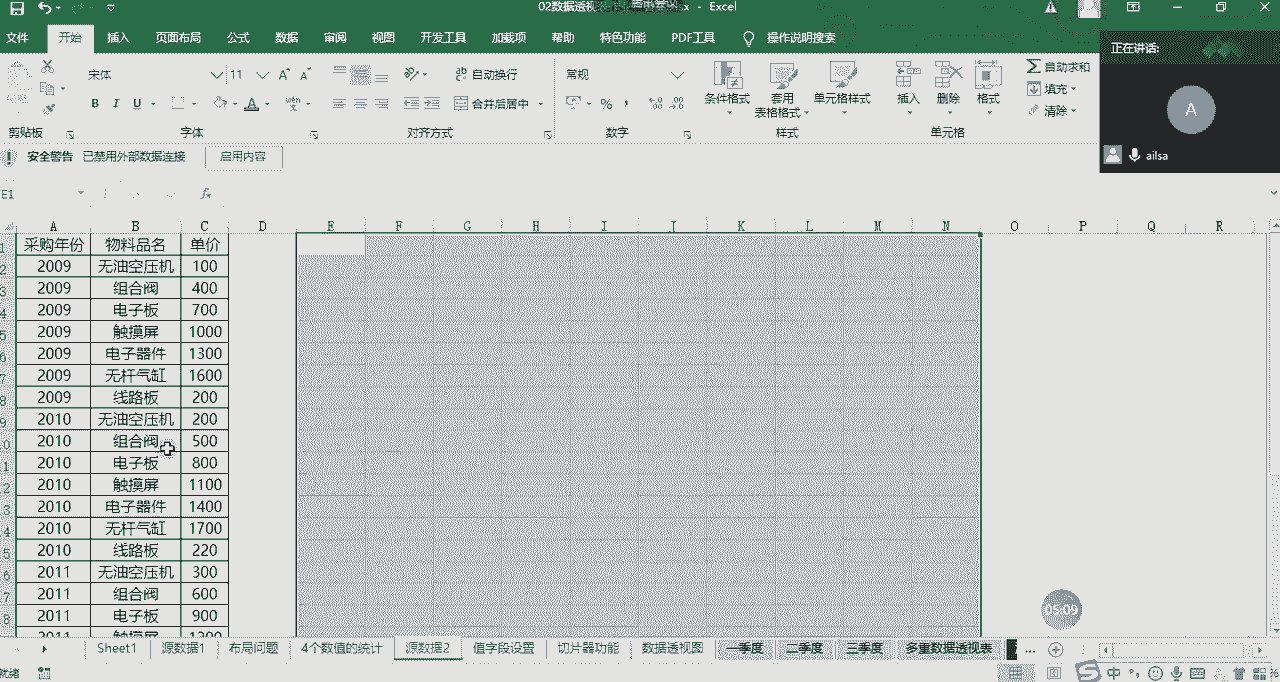 02数据透视 x - Excel
文件 开始 插入 页面布局 公式 数据 审阅 视图 开发工具 加载项 帮助 特色功能 PDF工具 操作说明搜索
正在讲话:
宋体 11 自动换行 常规 自动求和
B I U 合并后居中 % 条件格式 套用 表格格式 单元格样式 插入 删除 格式 填充 清除
剪贴板 字体 对齐方式 数字 样式 单元格
A
ailsa
安全警告 已禁用外部数据连接 启用内容
E1 fx
A B C D E F G H I J K L M N O P Q R
1 采购年份 物料品名 单价
2 2009 无油空压机 100
3 2009 组合阀 400
4 2009 电子板 700
5 2009 触摸屏 1000
6 2009 电子器件 1300
7 2009 无杆气缸 1600
8 2009 线路板 200
9 2010 无油空压机 200
0 2010 组合阀 500
1 2010 电子板 800
2 2010 触摸屏 1100
3 2010 电子器件 1400
4 2010 无杆气缸 1700
5 2010 线路板 220
6 2011 无油空压机 300
7 2011 组合阀 600
8 2011 电子板 900
2011 触摸屏 1200
05:09
Sheet1 源数据1 布局问题 4个数值的统计 源数据2 值字段设置 切片器功能 数据透视图 一季度 二季度 三季度 多重数据透视表 ...
就绪 中